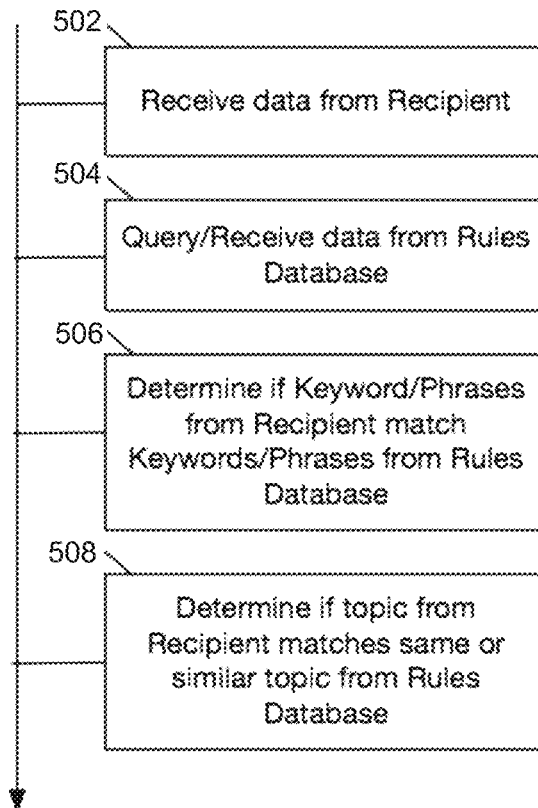 502
Receive data from Recipient
504
Query/Receive data from Rules
Database
506
Determine if Keyword/Phrases
from Recipient match
Keywords/Phrases from Rules
Database
508
Determine if topic from
Recipient matches same or
similar topic from Rules
Database